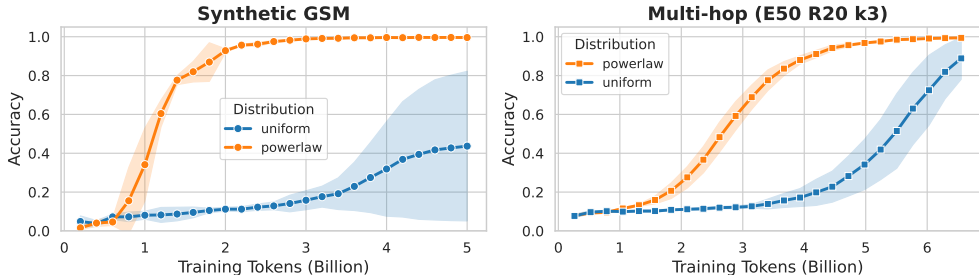 Synthetic GSM
Accuracy
1.0
0.8
0.6
0.4
0.2
0.0
Distribution
uniform
powerlaw
0 1 2 3 4 5
Training Tokens (Billion)
Multi-hop (E50 R20 k3)
Accuracy
1.0
0.8
0.6
0.4
0.2
0.0
Distribution
powerlaw
uniform
0 1 2 3 4 5 6
Training Tokens (Billion)